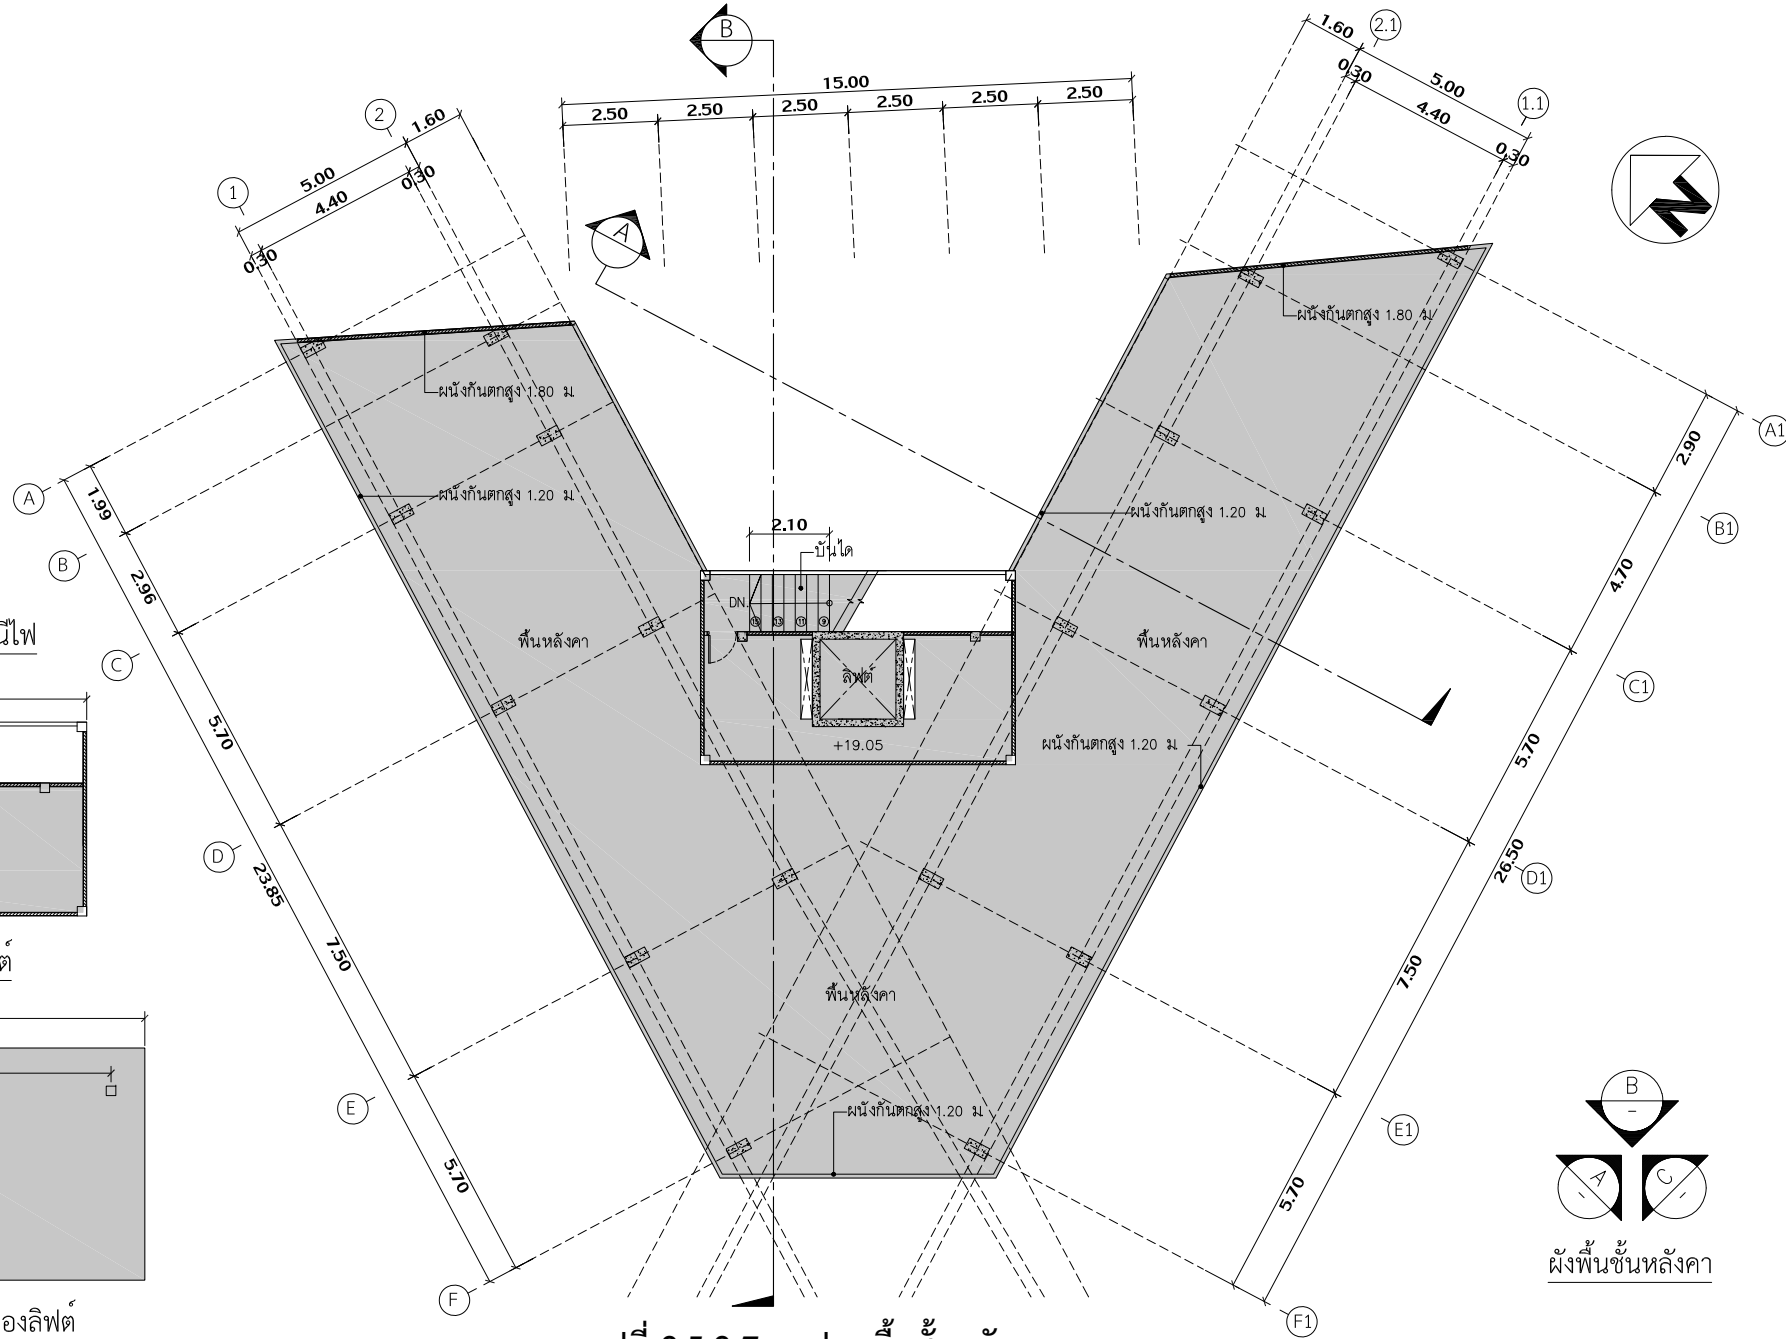 B
15.00
2.50 2.50 2.50 2.50 2.50 2.50
1.60
2.1
0.30
5.00
4.40
1.1
0.30
2
1.60
5.00
0.30
4.40
1
0.30
A
N
ผนังกันตกสูง 1.80 ม.
ผนังกันตกสูง 1.80 ม.
ผนังกันตกสูง 1.20 ม.
ผนังกันตกสูง 1.20 ม.
2.10
บันได
DN.
15 13 11 9
พื้นหลังคา
พื้นหลังคา
ลิฟต์
+19.05
ผนังกันตกสูง 1.20 ม.
พื้นหลังคา
ผนังกันตกสูง 1.20 ม.
A
1.99
B
2.96
C
5.70
D
23.85
7.50
E
5.70
F
A1
2.90
B1
4.70
C1
5.70
26.50
D1
7.50
E1
5.70
F1
B
-
A
-
C
-
ผังพื้นชั้นหลังคา
องลิฟต์